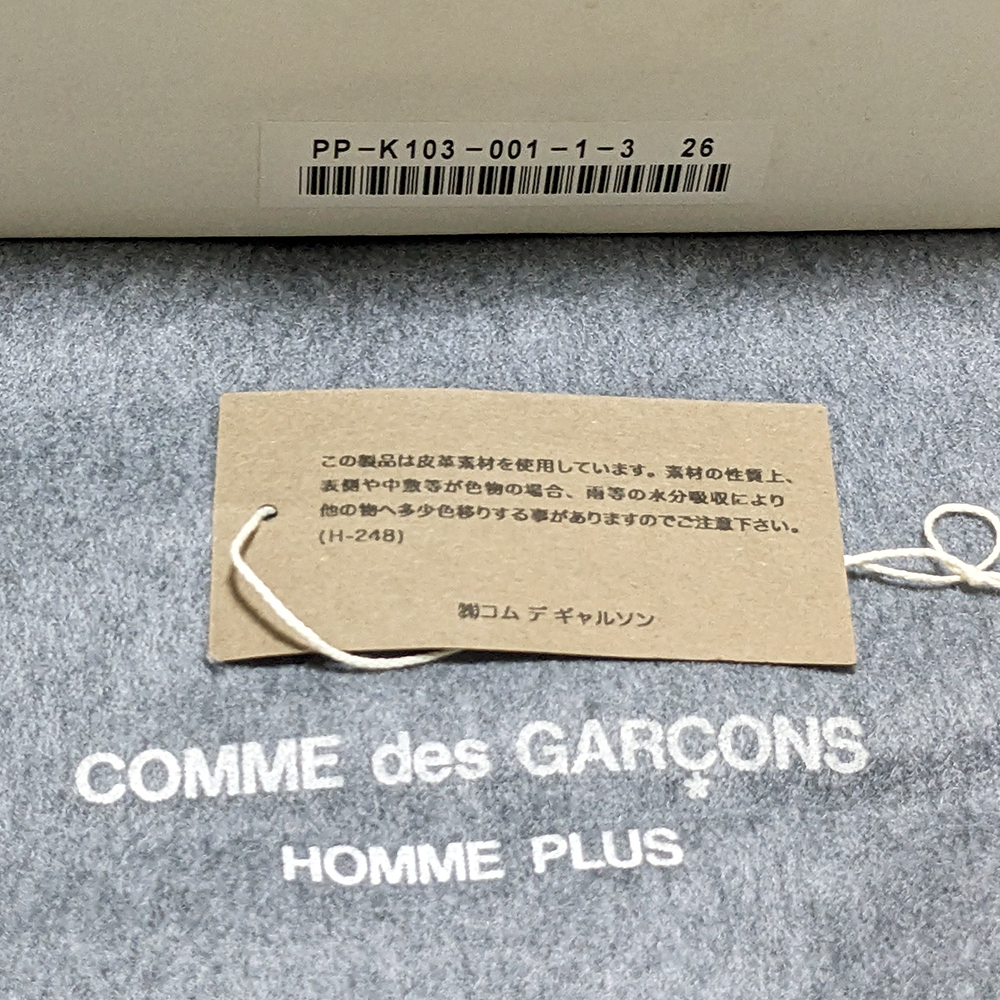 PP-K103-001-1-3 26
この製品は皮革素材を使用しています。素材の性質上、
表側や中敷等が色物の場合、雨等の水分吸収により
他の物へ多少色移りする事がありますのでご注意下さい。
(H-248)
㈱コム デ ギャルソン
COMME des GARÇONS
HOMME PLUS